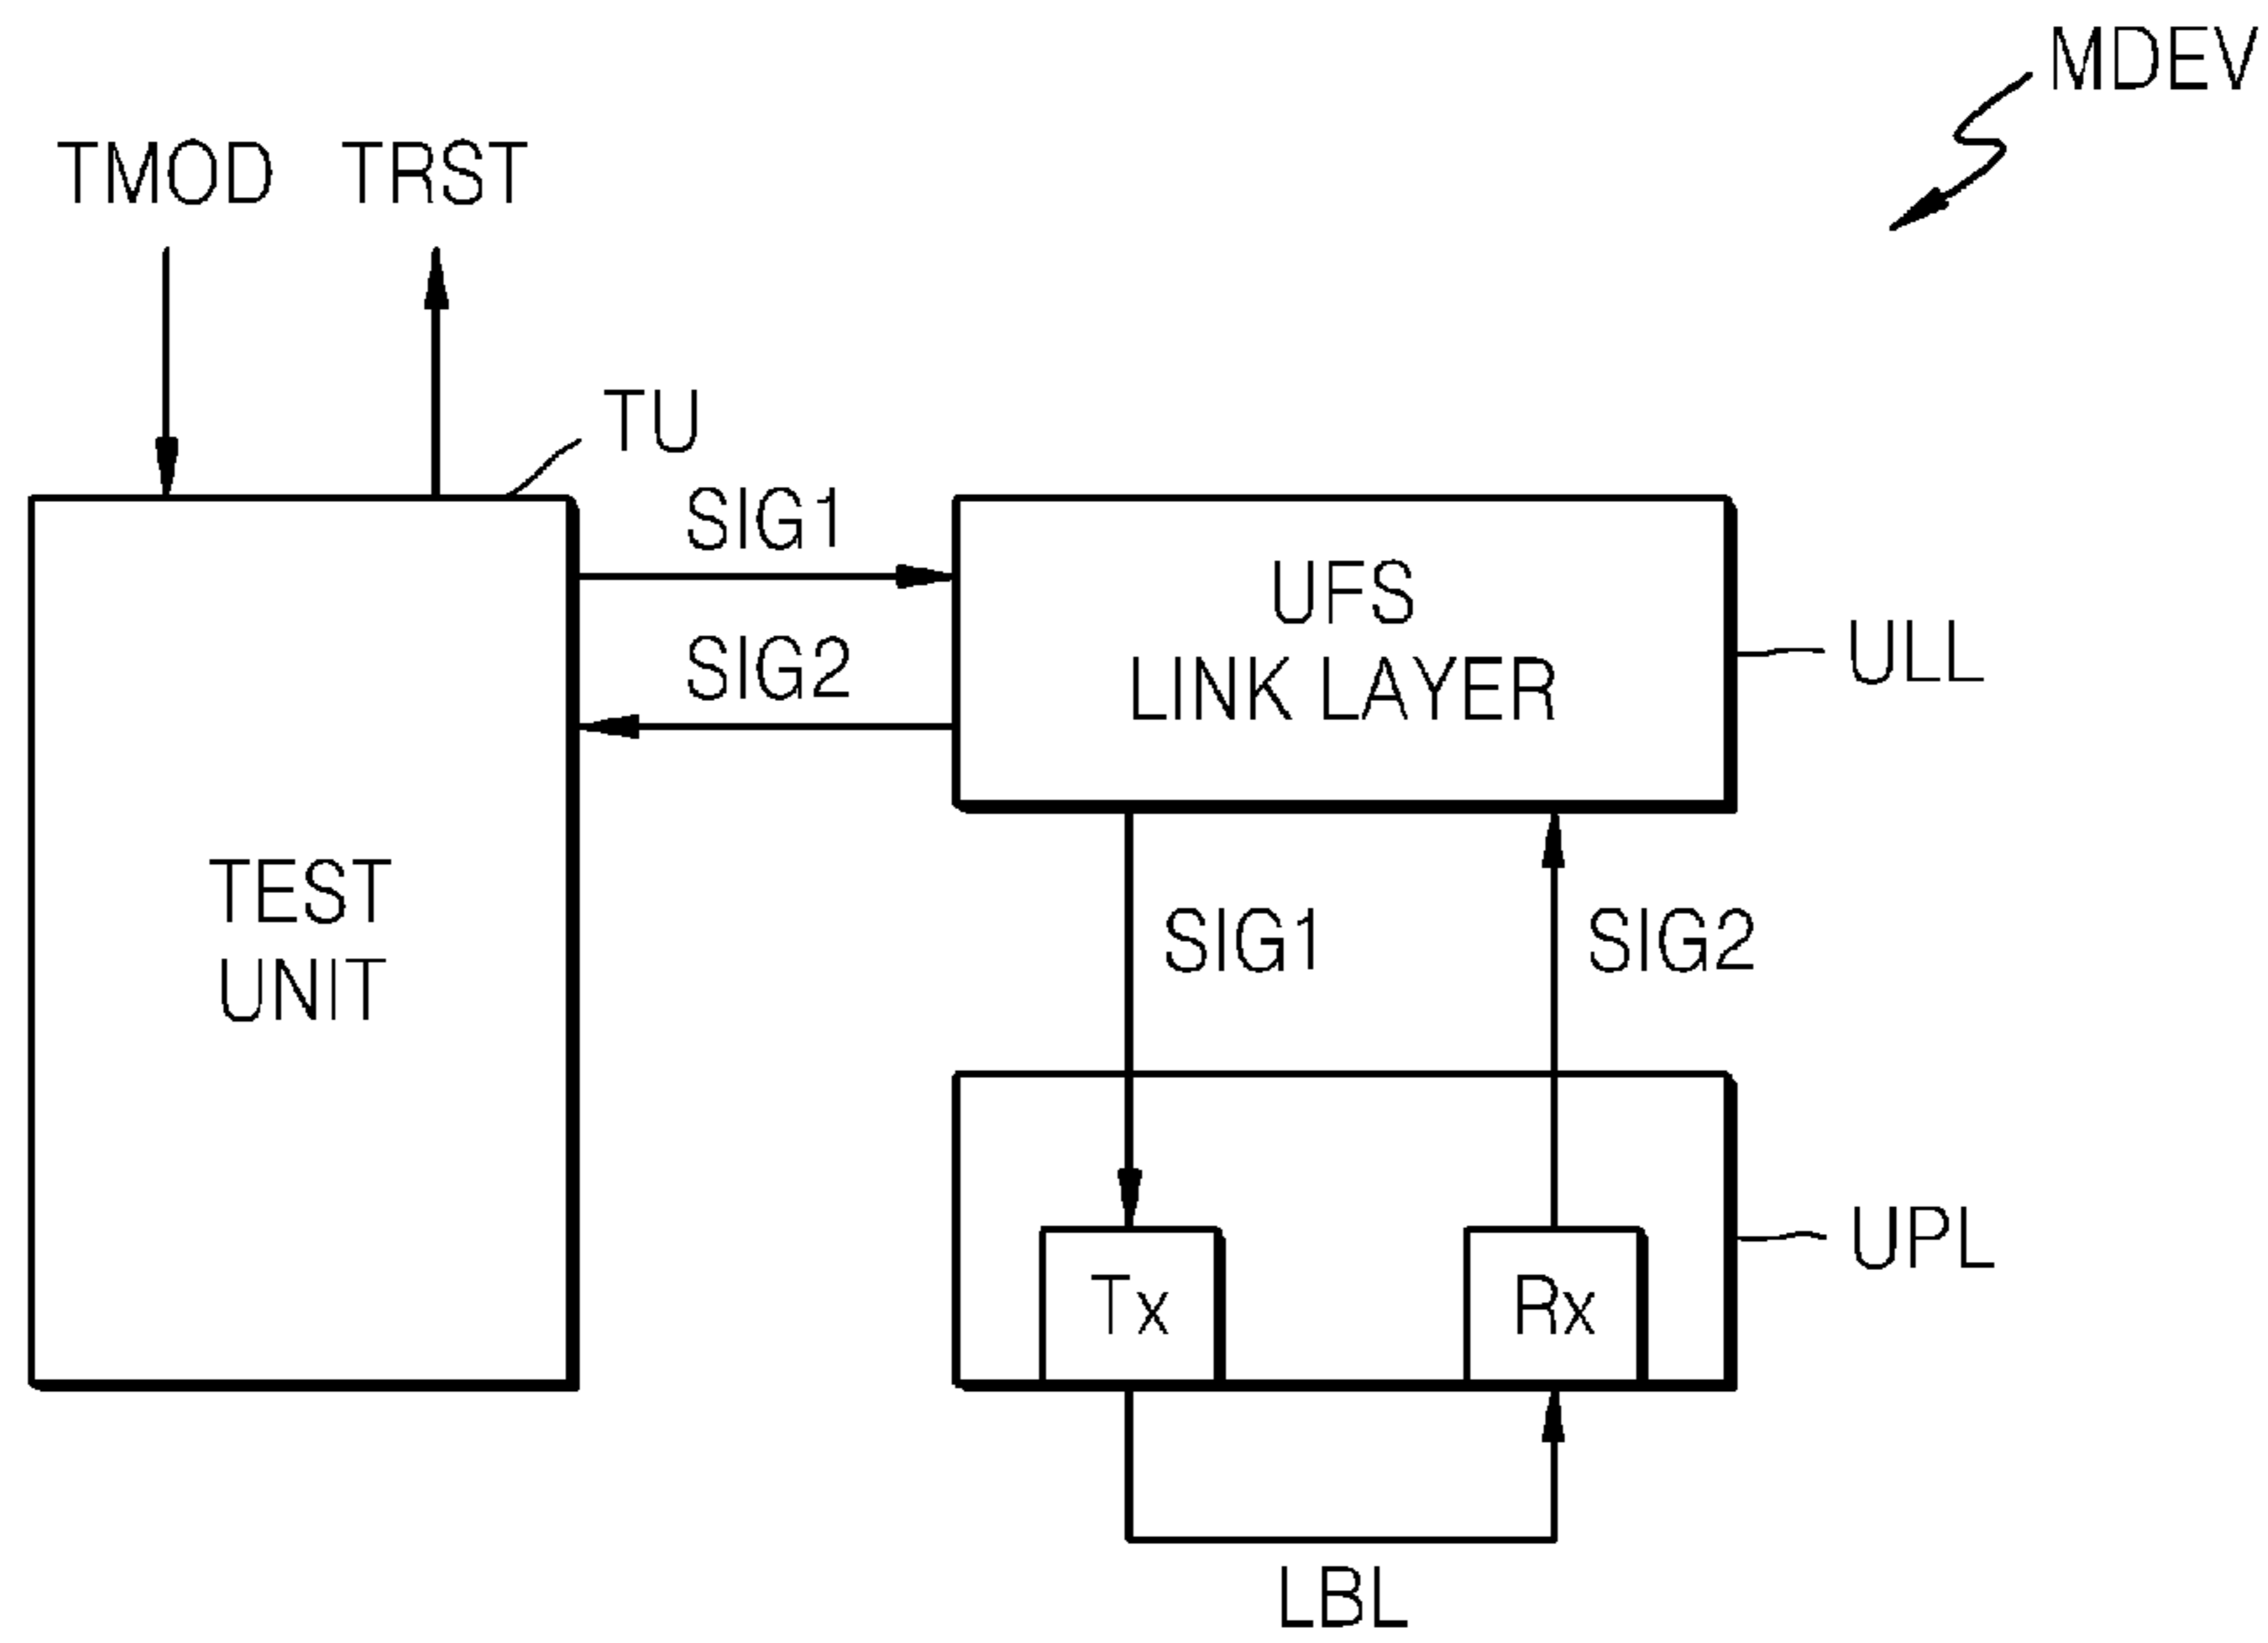 MDEV
TMOD
TRST
TU
SIG1
SIG2
UFS
LINK LAYER
ULL
TEST
UNIT
SIG1
SIG2
UPL
Tx
Rx
LBL